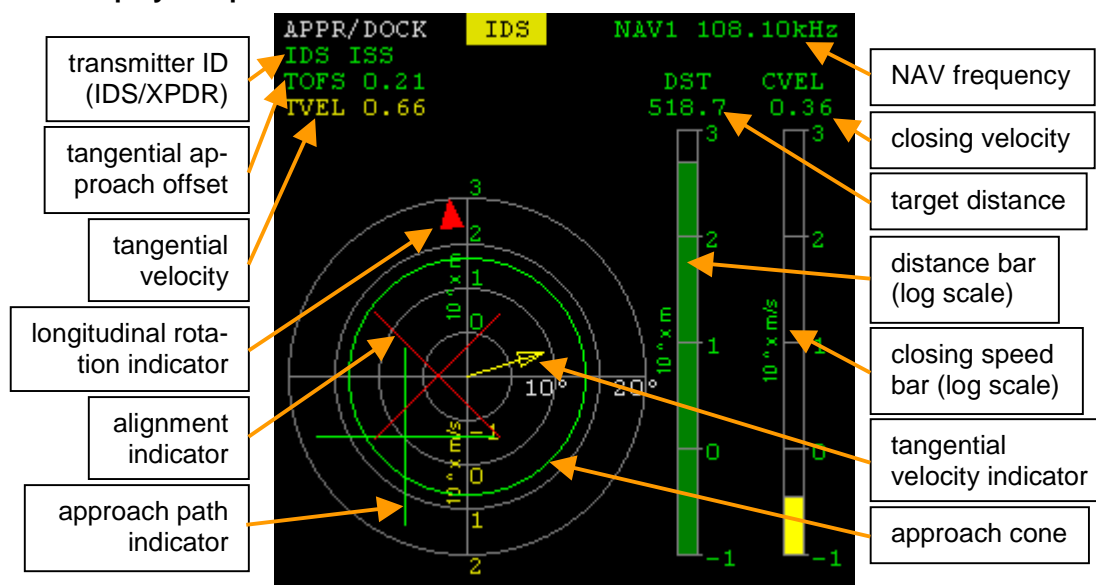 APPR/DOCK IDS NAV1 108.10kHz
IDS ISS
TOFS 0.21 DST CVEL
TVEL 0.66 518.7 0.36
transmitter ID
(IDS/XPDR)
tangential ap-
proach offset
tangential
velocity
longitudinal rota-
tion indicator
alignment
indicator
approach path
indicator
3
2
1
0
10^x m
10° 20°
-1
0
1
2
10^x m/s
3
2
1
0
-1
10^x m
3
2
1
0
-1
10^x m/s
NAV frequency
closing velocity
target distance
distance bar
(log scale)
closing speed
bar (log scale)
tangential
velocity indicator
approach cone